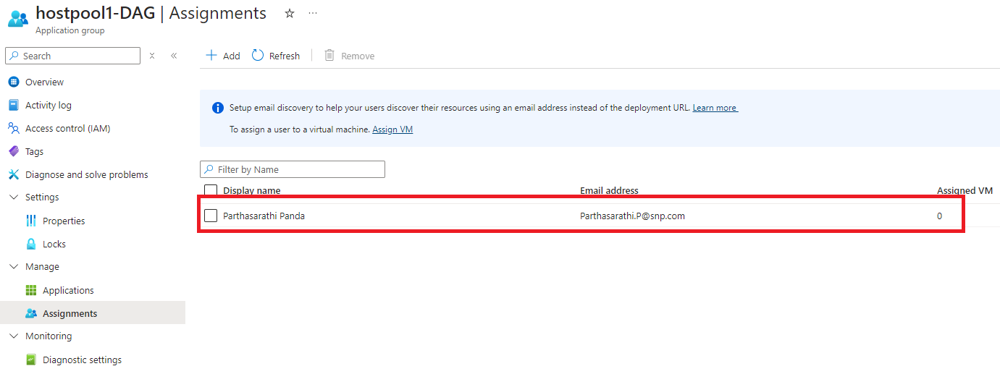 hostpool1-DAG | Assignments
Application group
Search
Add Refresh Remove
Overview
Activity log
Access control (IAM)
Tags
Diagnose and solve problems
Settings
Properties
Locks
Manage
Applications
Assignments
Monitoring
Diagnostic settings
Setup email discovery to help your users discover their resources using an email address instead of the deployment URL. Learn more
To assign a user to a virtual machine. Assign VM
Filter by Name
Display name Email address Assigned VM
Parthasarathi Panda Parthasarathi.P@snp.com 0